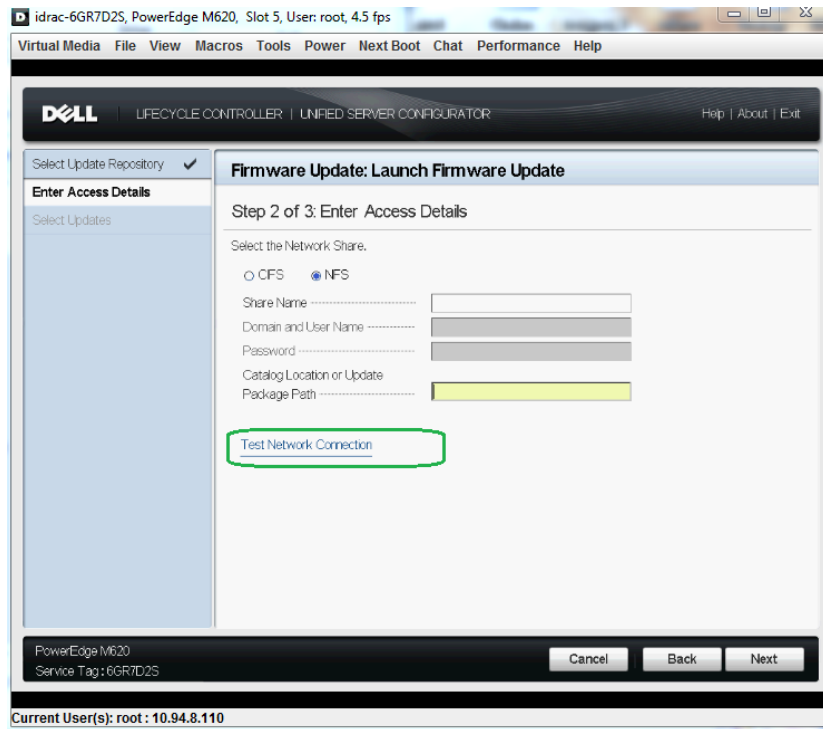 idrac-6GR7D2S, PowerEdge M620, Slot 5, User: root, 4.5 fps
Virtual Media File View Macros Tools Power Next Boot Chat Performance Help
DELL LIFECYCLE CONTROLLER | UNIFIED SERVER CONFIGURATOR Help | About | Exit
Select Update Repository
Enter Access Details
Select Updates
Firmware Update: Launch Firmware Update
Step 2 of 3: Enter Access Details
Select the Network Share.
CIFS NFS
Share Name
Domain and User Name
Password
Catalog Location or Update
Package Path
Test Network Connection
PowerEdge M620
Service Tag: 6GR7D2S
Cancel Back Next
Current User(s): root : 10.94.8.110